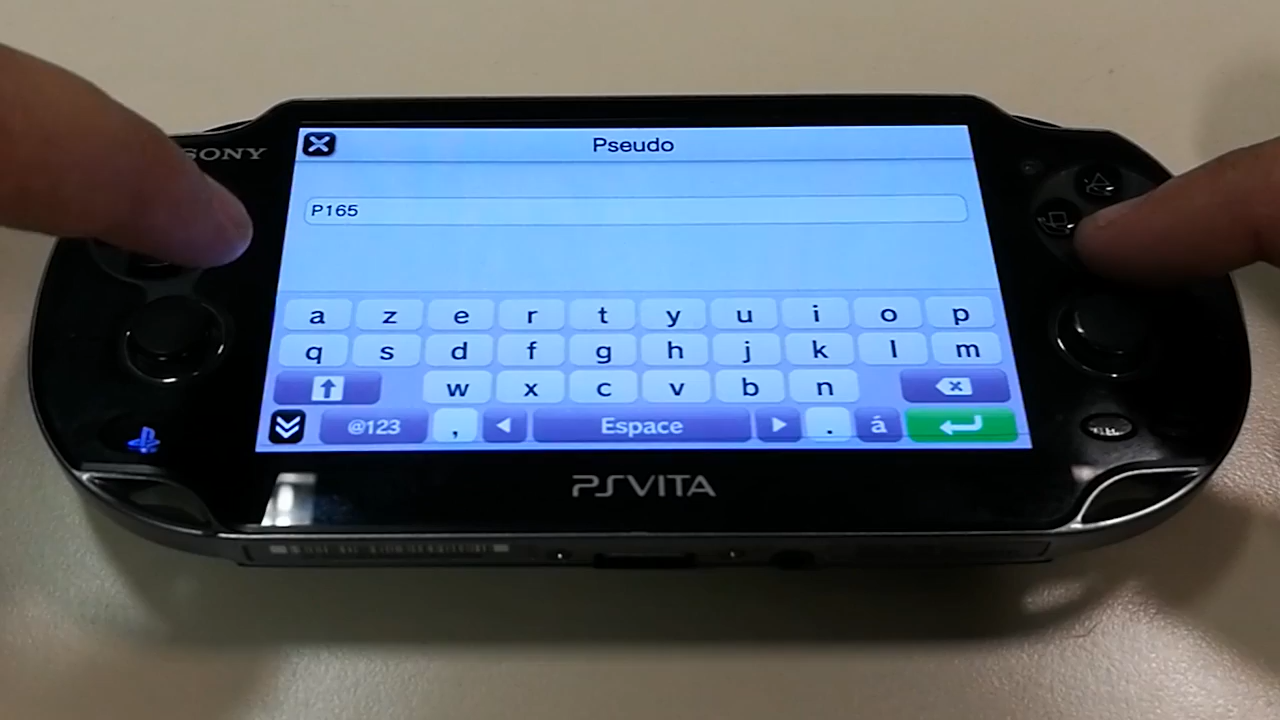 SONY
Pseudo
P165
a z e r t y u i o p
q s d f g h j k l m
w x c v b n
@123 , Espace . á
PSVITA